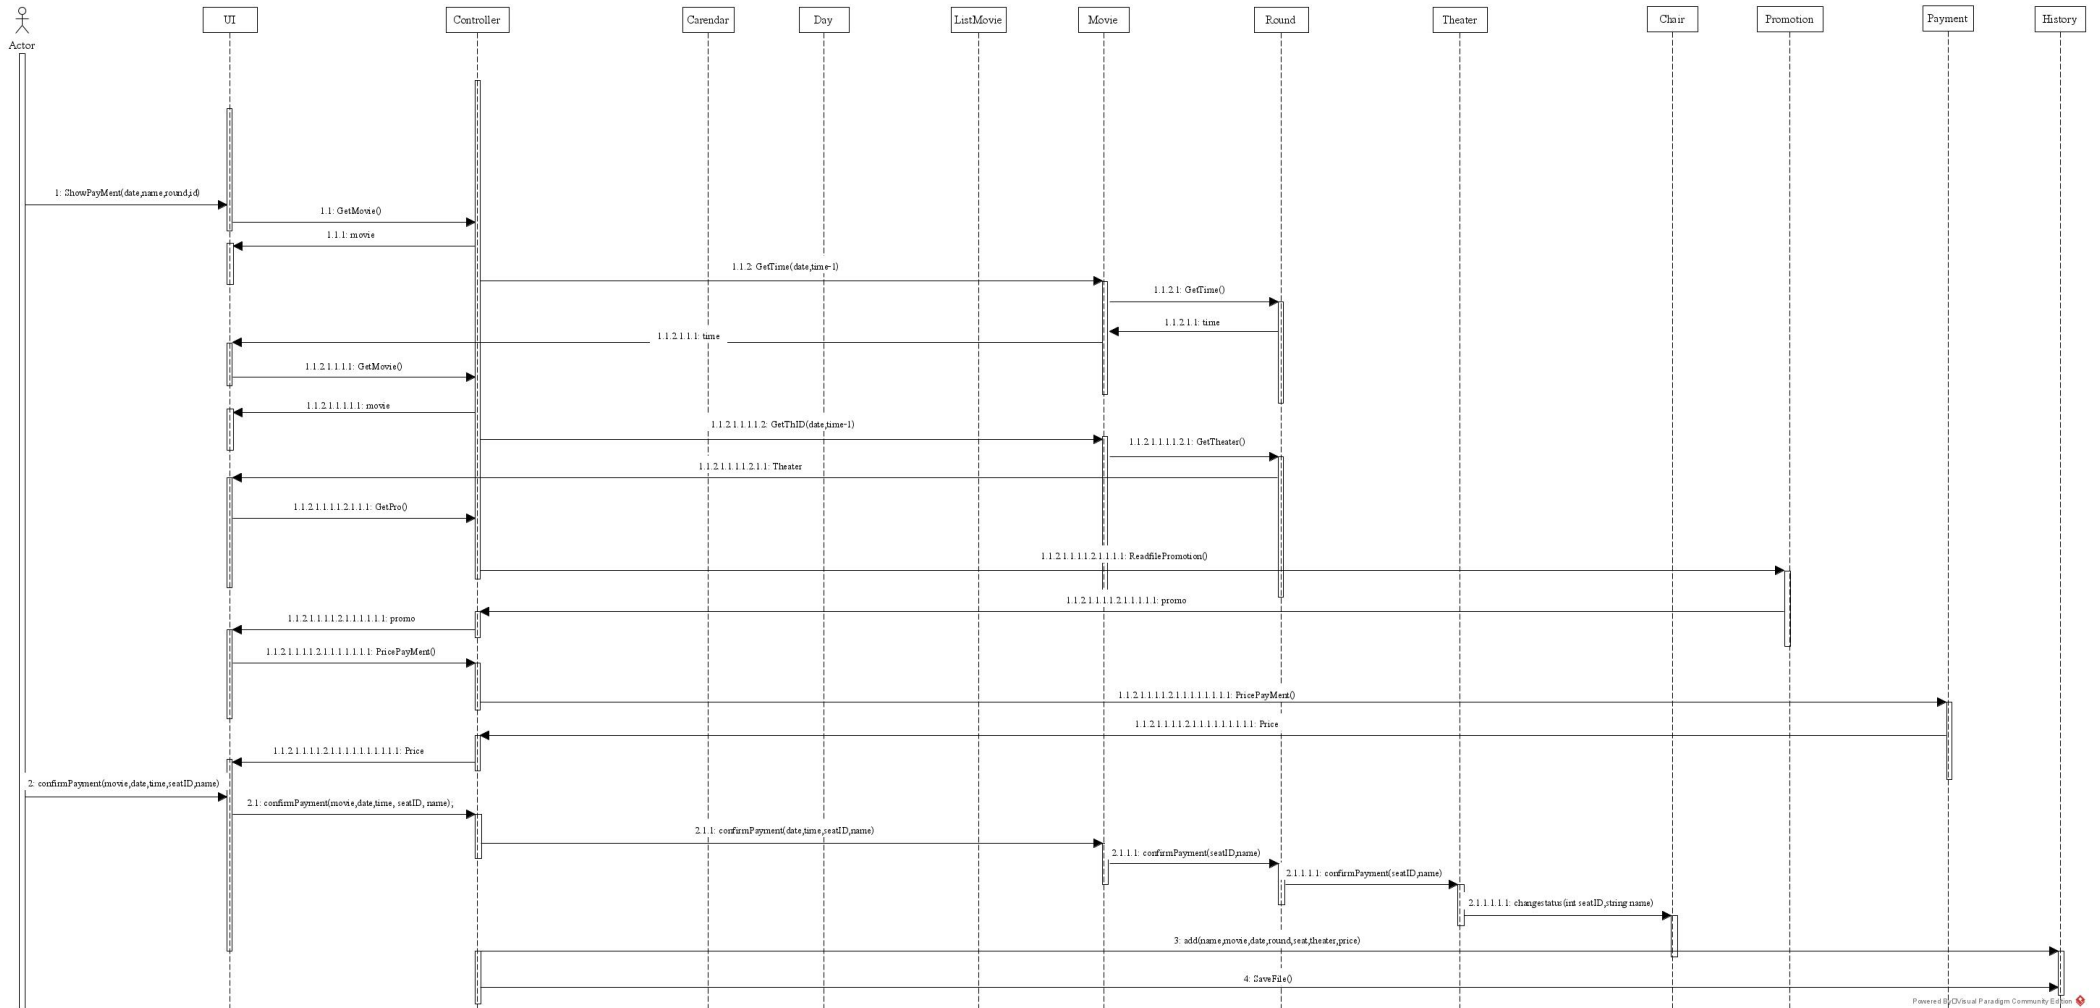 UI
Controller
Carendar
Day
ListMovie
Movie
Round
Theater
Chair
Promotion
Payment
History
Actor
1: ShowPayMent(date,name,round,id)
1.1: GetMovie()
1.1.1: movie
1.1.2: GetTime(date,time-1)
1.1.2.1: GetTime()
1.1.2.1.1: time
1.1.2.1.1.1: time
1.1.2.1.1.1.1: GetMovie()
1.1.2.1.1.1.1.1: movie
1.1.2.1.1.1.1.2: GetThID(date,time-1)
1.1.2.1.1.1.1.2.1: GetTheater()
1.1.2.1.1.1.1.2.1.1: Theater
1.1.2.1.1.1.1.2.1.1.1: GetPro()
1.1.2.1.1.1.1.2.1.1.1.1: ReadfilePromotion()
1.1.2.1.1.1.1.2.1.1.1.1.1: promo
1.1.2.1.1.1.1.2.1.1.1.1.1.1: promo
1.1.2.1.1.1.1.2.1.1.1.1.1.1.1: PricePayMent()
1.1.2.1.1.1.1.2.1.1.1.1.1.1.1.1: PricePayMent()
1.1.2.1.1.1.1.2.1.1.1.1.1.1.1.1.1: Price
1.1.2.1.1.1.1.2.1.1.1.1.1.1.1.1.1.1: Price
2: confirmPayment(movie,date,time,seatID,name)
2.1: confirmPayment(movie,date,time, seatID, name);
2.1.1: confirmPayment(date,time,seatID,name)
2.1.1.1: confirmPayment(seatID,name)
2.1.1.1.1: confirmPayment(seatID,name)
2.1.1.1.1.1: changestatus(int seatID,string name)
3: add(name,movie,date,round,seat,theater,price)
4: SaveFile()
Visual Paradigm Community Edition